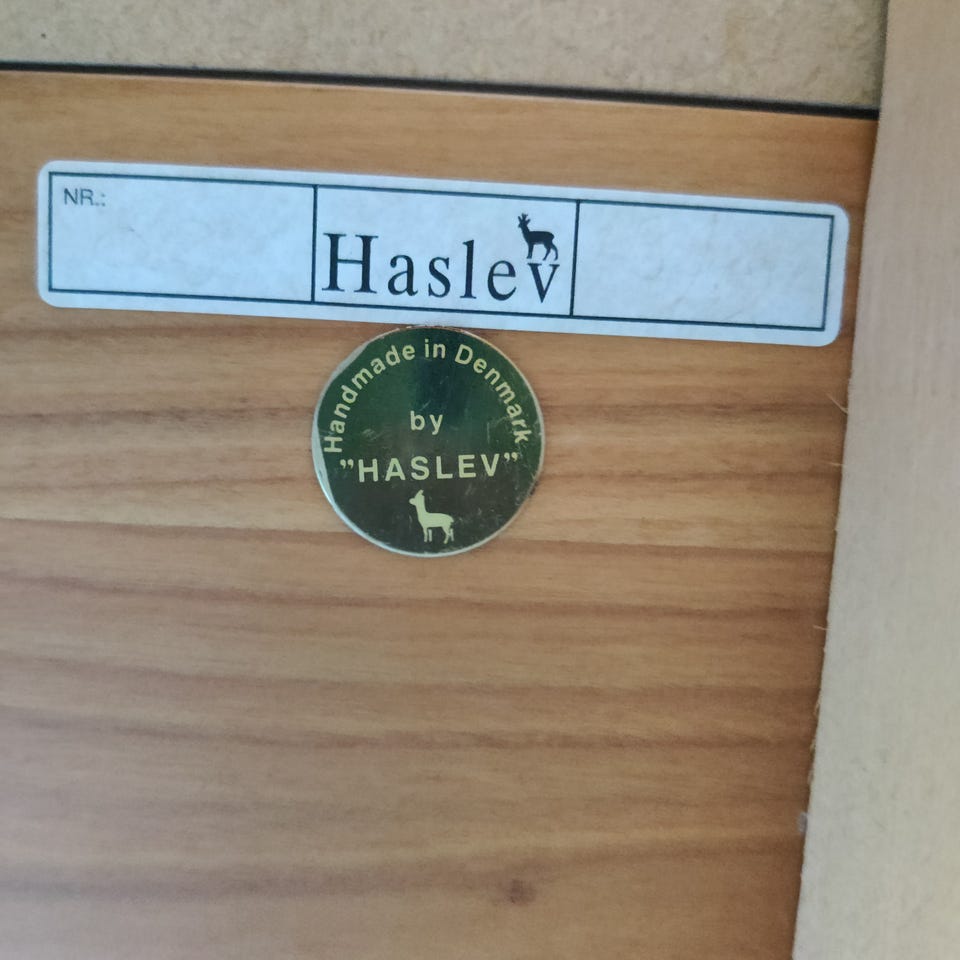 NR.:
Haslev
Handmade in Denmark
by
”HASLEV”